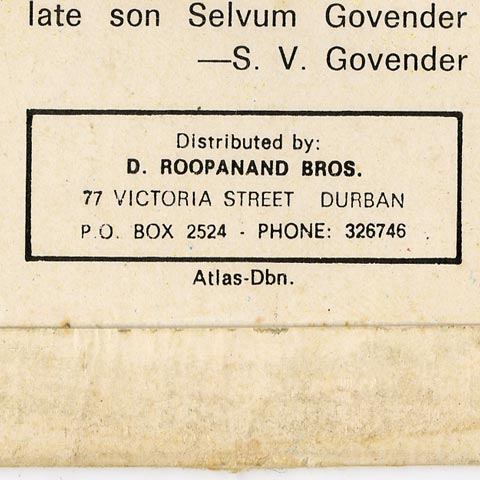 late son Selvum Govender
—S. V. Govender
Distributed by:
D. ROOPANAND BROS.
77 VICTORIA STREET DURBAN
P.O. BOX 2524 - PHONE: 326746
Atlas-Dbn.